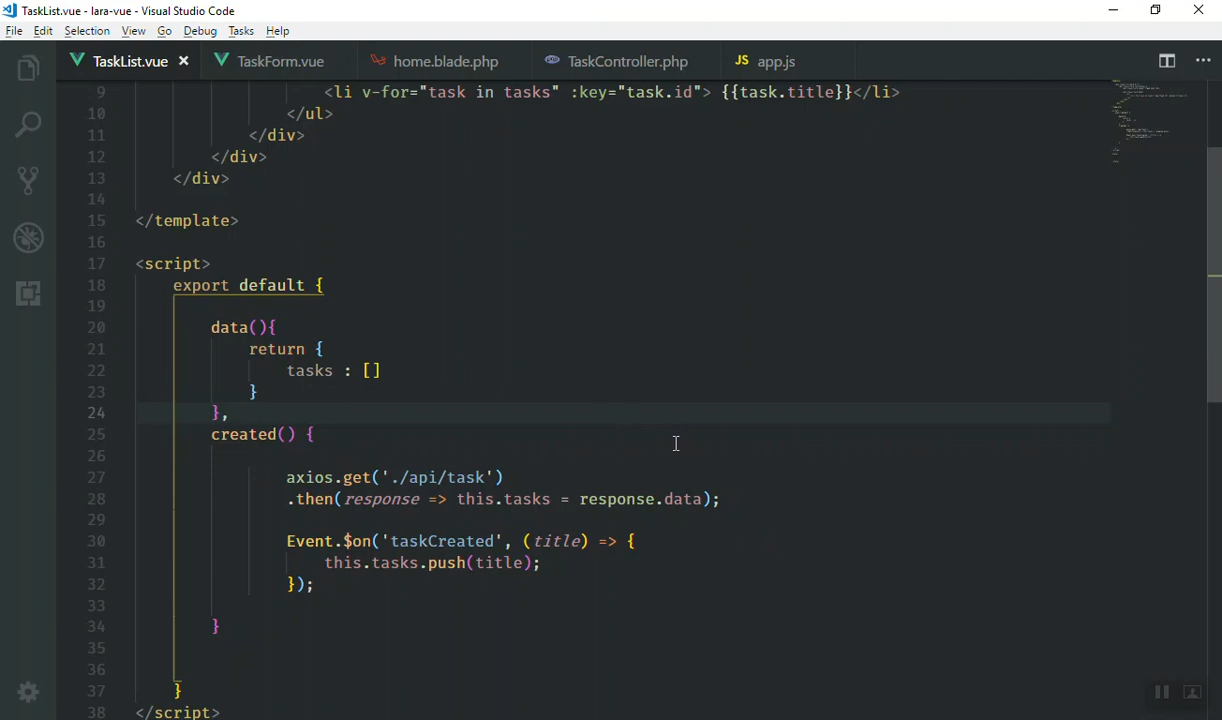 TaskList.vue - lara-vue - Visual Studio Code
File Edit Selection View Go Debug Tasks Help
TaskList.vue TaskForm.vue home.blade.php TaskController.php JS app.js
9 <li v-for="task in tasks" :key="task.id"> {{task.title}}</li>
10 </ul>
11 </div>
12 </div>
13 </div>
14
15 </template>
16
17 <script>
18 export default {
19
20 data(){
21 return {
22 tasks : []
23 }
24 },
25 created() {
26
27 axios.get('./api/task')
28 .then(response => this.tasks = response.data);
29
30 Event.$on('taskCreated', (title) => {
31 this.tasks.push(title);
32 });
33
34 }
35
36
37 }
38 </script>